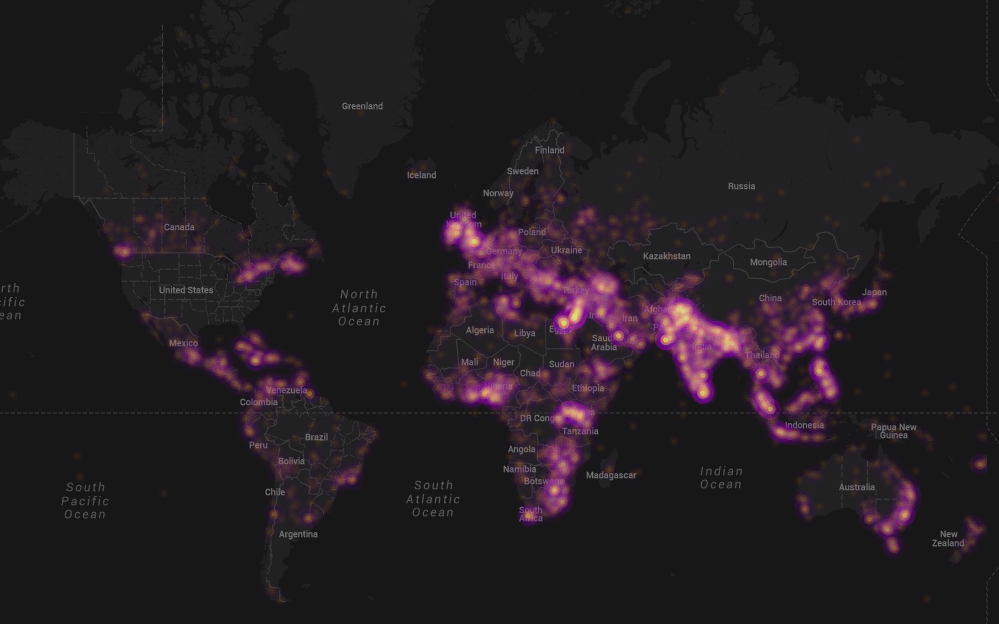 Greenland
Finland
Iceland
Sweden
Russia
Norway
United
Canada
Poland
Germany
Ukraine
Kazakhstan
Mongolia
France
Italy
Spain
United States
North
Atlantic
Ocean
Turkey
China
Japan
South Korea
Algeria
Libya
Iran
Saudi
Arabia
Mexico
Mali
Niger
Chad
Sudan
Thailand
Venezuela
Nigeria
Ethiopia
Colombia
DR Congo
Tanzania
Indonesia
Papua New
Guinea
Brazil
Peru
Bolivia
Angola
Namibia
Botswana
Madagascar
Indian
Ocean
Australia
South
Pacific
Ocean
Chile
South
Atlantic
Ocean
South
Africa
Argentina
New
Zealand